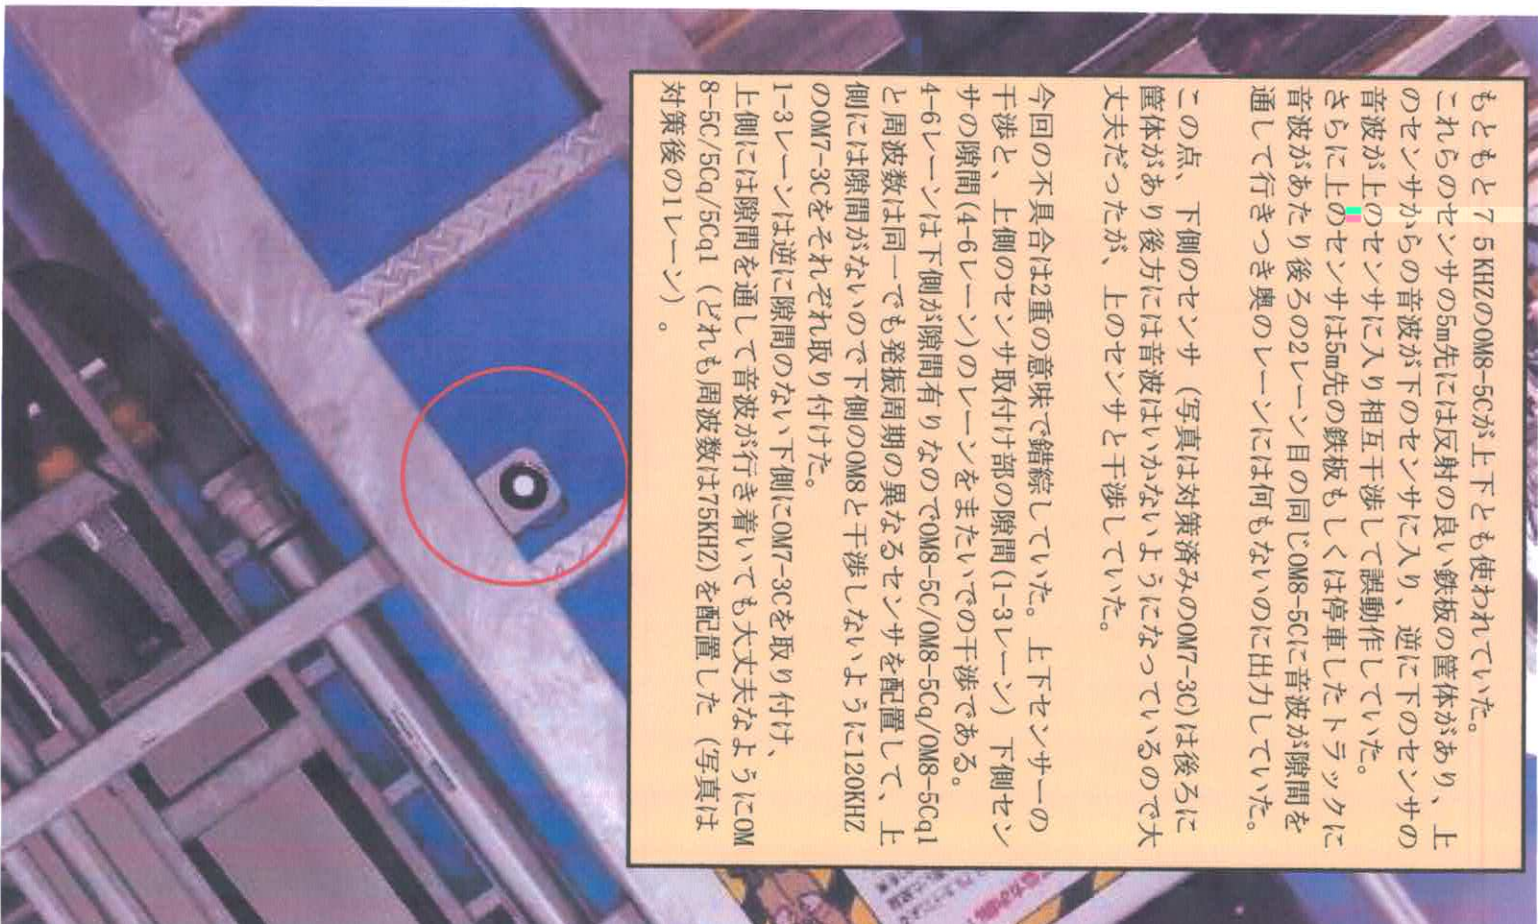 もともと７５KHZのOM8-5Cが上下とも使われていた。
これらのセンサの5m先には反射の良い鉄板の筐体があり、上
のセンサからの音波が下のセンサに入り、逆に下のセンサの
音波が上のセンサに入り相互干渉して誤動作していた。
さらに上のセンサは5m先の鉄板もしくは停車したトラックに
音波があたり後ろの2レーン目の同じOM8-5Cに音波が隙間を
通して行きつき奥のレーンには何もないのに出力していた。
この点、下側のセンサ（写真は対策済みのOM7-3C)は後ろに
筐体があり後方には音波はいかないようになっているので大
丈夫だったが、上のセンサと干渉していた。
今回の不具合は2重の意味で錯綜していた。上下センサーの
干渉と、上側のセンサ取付け部の隙間(1-3レーン）下側セン
サの隙間(4-6レーン)のレーンをまたいでの干渉である。
4-6レーンは下側が隙間有りなのでOM8-5C/OM8-5Cq/OM8-5Cq1
と周波数は同一でも発振周期の異なるセンサを配置して、上
側には隙間がないので下側のOM8と干渉しないように120KHZ
のOM7-3Cをそれぞれ取り付けた。
1-3レーンは逆に隙間のない下側にOM7-3Cを取り付け、
上側には隙間を通して音波が行き着いても大丈夫なようにOM
8-5C/5Cq/5Cq1（どれも周波数は75KHZ)を配置した（写真は
対策後の1レーン）。